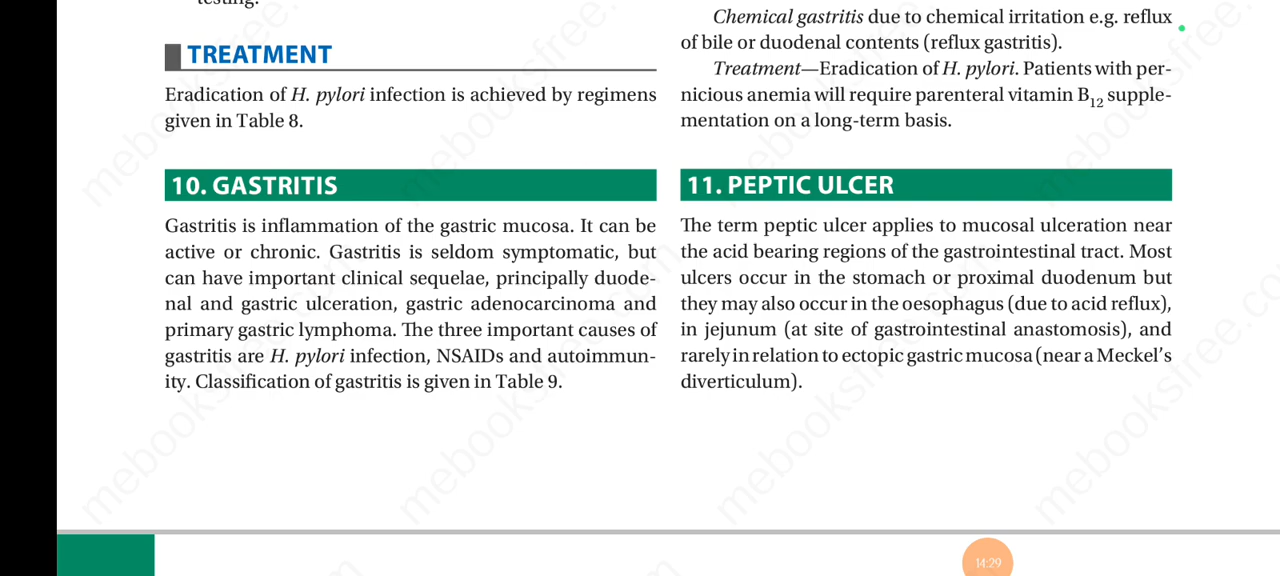 testing.
TREATMENT
Eradication of H. pylori infection is achieved by regimens
given in Table 8.
10. GASTRITIS
Gastritis is inflammation of the gastric mucosa. It can be
active or chronic. Gastritis is seldom symptomatic, but
can have important clinical sequelae, principally duode-
nal and gastric ulceration, gastric adenocarcinoma and
primary gastric lymphoma. The three important causes of
gastritis are H. pylori infection, NSAIDs and autoimmun-
ity. Classification of gastritis is given in Table 9.
Chemical gastritis due to chemical irritation e.g. reflux
of bile or duodenal contents (reflux gastritis).
Treatment—Eradication of H. pylori. Patients with per-
nicious anemia will require parenteral vitamin B12 supple-
mentation on a long-term basis.
11. PEPTIC ULCER
The term peptic ulcer applies to mucosal ulceration near
the acid bearing regions of the gastrointestinal tract. Most
ulcers occur in the stomach or proximal duodenum but
they may also occur in the oesophagus (due to acid reflux),
in jejunum (at site of gastrointestinal anastomosis), and
rarely in relation to ectopic gastric mucosa (near a Meckel's
diverticulum).
14:29